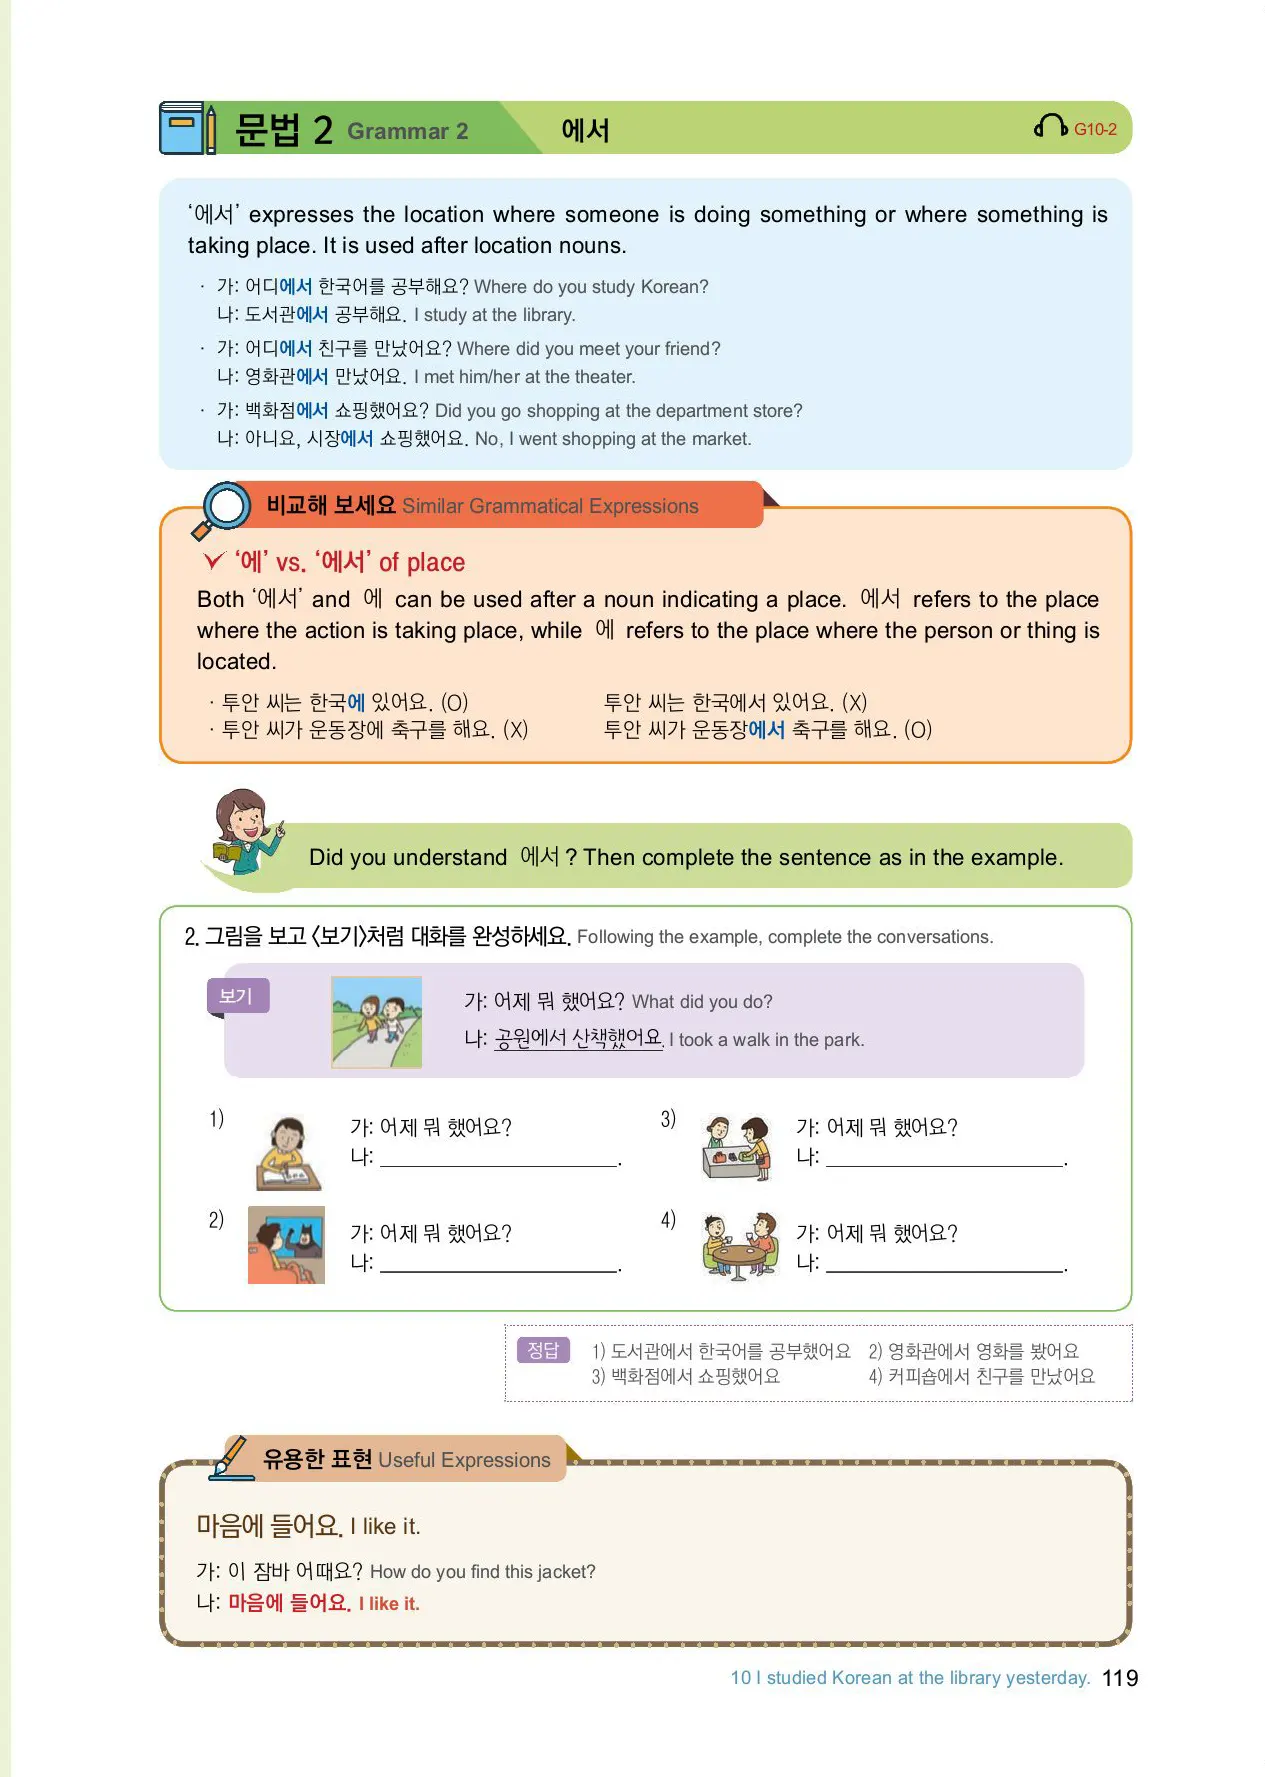 문법 2 Grammar 2 에서 G10-2
‘에서’ expresses the location where someone is doing something or where something is
taking place. It is used after location nouns.
· 가: 어디에서 한국어를 공부해요? Where do you study Korean?
나: 도서관에서 공부해요. I study at the library.
· 가: 어디에서 친구를 만났어요? Where did you meet your friend?
나: 영화관에서 만났어요. I met him/her at the theater.
· 가: 백화점에서 쇼핑했어요? Did you go shopping at the department store?
나: 아니요, 시장에서 쇼핑했어요. No, I went shopping at the market.
비교해 보세요 Similar Grammatical Expressions
‘에’ vs. ‘에서’ of place
Both ‘에서’ and 에 can be used after a noun indicating a place. 에서 refers to the place
where the action is taking place, while 에 refers to the place where the person or thing is
located.
· 투안 씨는 한국에 있어요. (O) 투안 씨는 한국에서 있어요. (X)
· 투안 씨가 운동장에 축구를 해요. (X) 투안 씨가 운동장에서 축구를 해요. (O)
Did you understand 에서 ? Then complete the sentence as in the example.
2. 그림을 보고 〈보기〉처럼 대화를 완성하세요. Following the example, complete the conversations.
보기
가: 어제 뭐 했어요? What did you do?
나: 공원에서 산책했어요. I took a walk in the park.
1)
가: 어제 뭐 했어요?
나: ______________________.
2)
가: 어제 뭐 했어요?
나: ______________________.
3)
가: 어제 뭐 했어요?
나: ______________________.
4)
가: 어제 뭐 했어요?
나: ______________________.
정답 1) 도서관에서 한국어를 공부했어요 2) 영화관에서 영화를 봤어요
3) 백화점에서 쇼핑했어요 4) 커피숍에서 친구를 만났어요
유용한 표현 Useful Expressions
마음에 들어요. I like it.
가: 이 잠바 어때요? How do you find this jacket?
나: 마음에 들어요. I like it.
10 I studied Korean at the library yesterday. 119